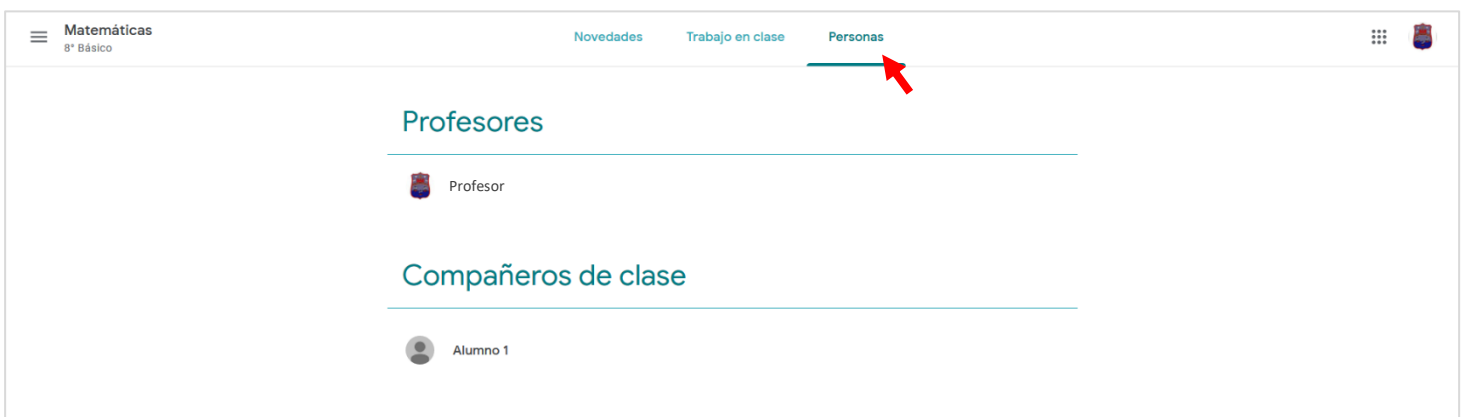 Matemáticas
8° Básico
Novedades Trabajo en clase Personas
Profesores
Profesor
Compañeros de clase
Alumno 1